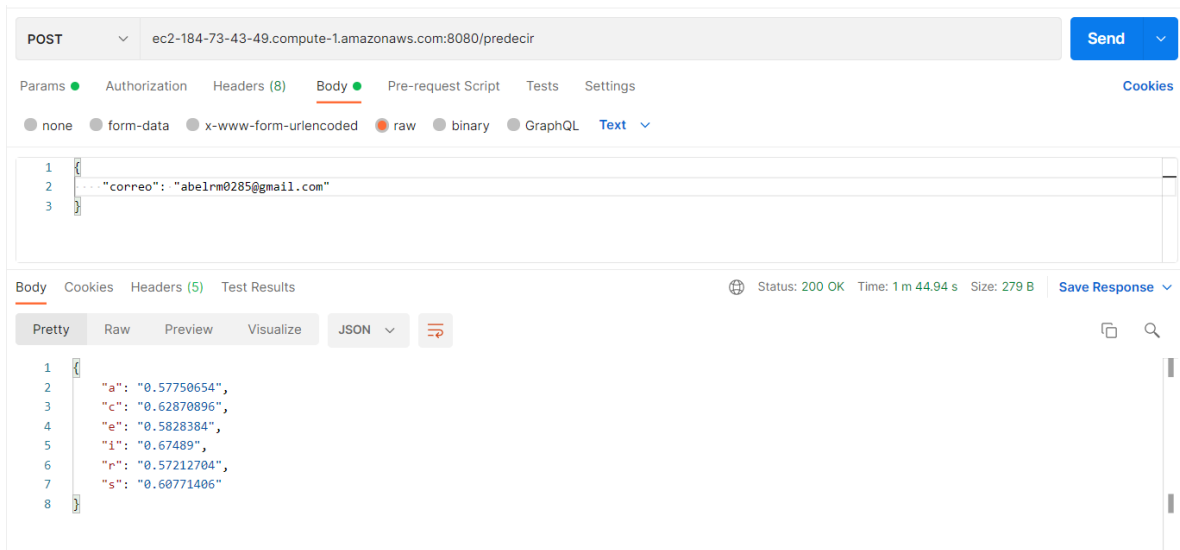 POST ec2-184-73-43-49.compute-1.amazonaws.com:8080/predecir Send
Params Authorization Headers (8) Body Pre-request Script Tests Settings Cookies
none form-data x-www-form-urlencoded raw binary GraphQL Text
1 {
2 "correo": "abelrm0285@gmail.com"
3 }
Body Cookies Headers (5) Test Results Status: 200 OK Time: 1 m 44.94 s Size: 279 B Save Response
Pretty Raw Preview Visualize JSON
1 {
2 "a": "0.57750654",
3 "c": "0.62870896",
4 "e": "0.5828384",
5 "i": "0.67489",
6 "r": "0.57212704",
7 "s": "0.60771406"
8 }